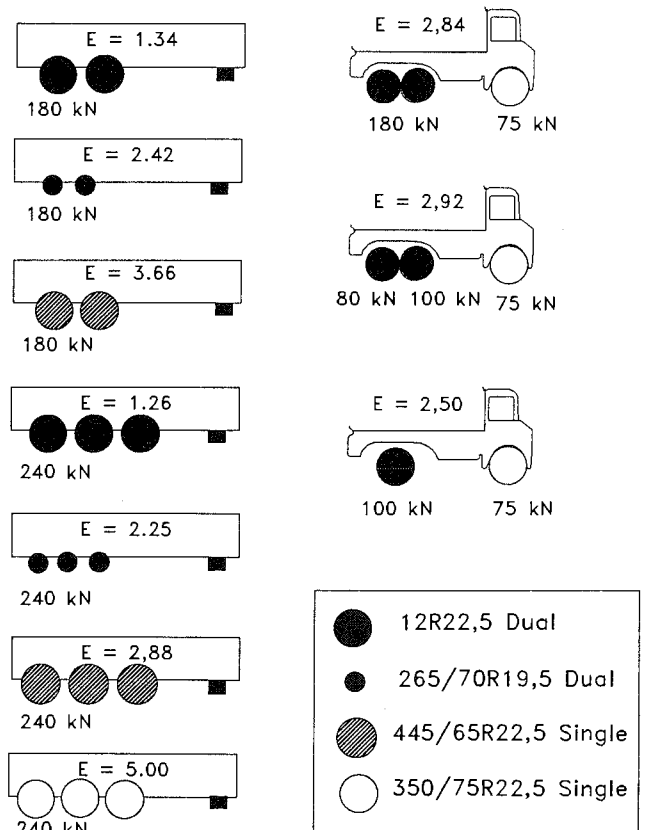 E = 1.34
180 kN
E = 2.42
180 kN
E = 3.66
180 kN
E = 1.26
240 kN
E = 2.25
240 kN
E = 2,88
240 kN
E = 5.00
240 kN
E = 2,84
180 kN 75 kN
E = 2,92
80 kN 100 kN 75 kN
E = 2,50
100 kN 75 kN
12R22,5 Dual
265/70R19,5 Dual
445/65R22,5 Single
350/75R22,5 Single